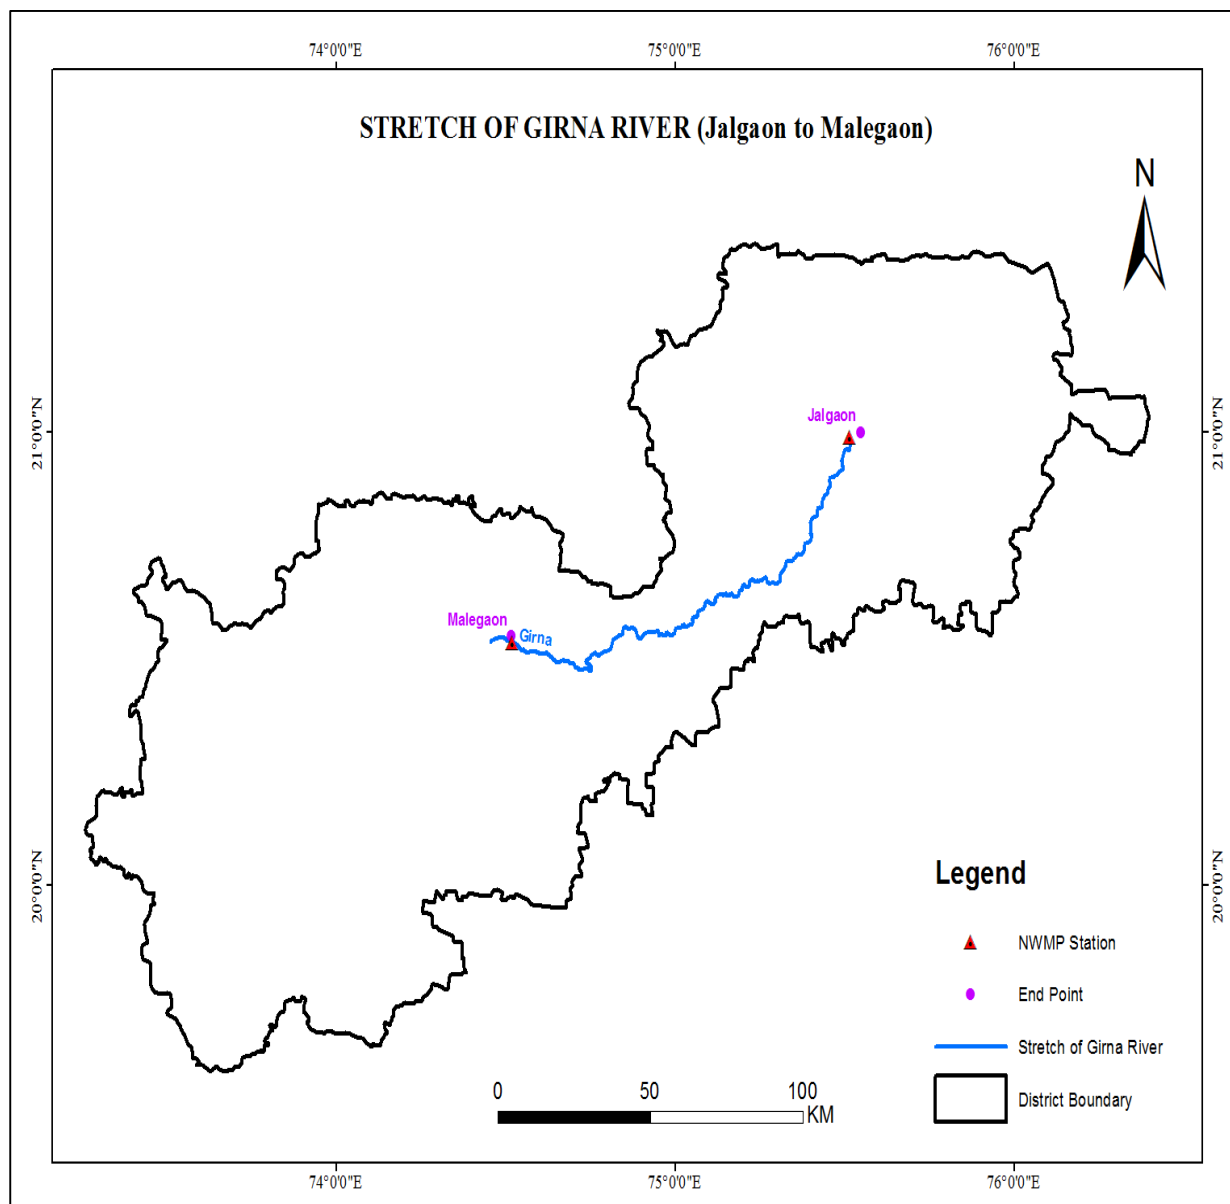 74°0'0"E 75°0'0"E 76°0'0"E
STRETCH OF GIRNA RIVER (Jalgaon to Malegaon)
N
Jalgaon
21°0'0"N 21°0'0"N
Malegaon
Girna
Legend
20°0'0"N 20°0'0"N
NWMP Station
End Point
Stretch of Girna River
0 50 100
KM
District Boundary
74°0'0"E 75°0'0"E 76°0'0"E